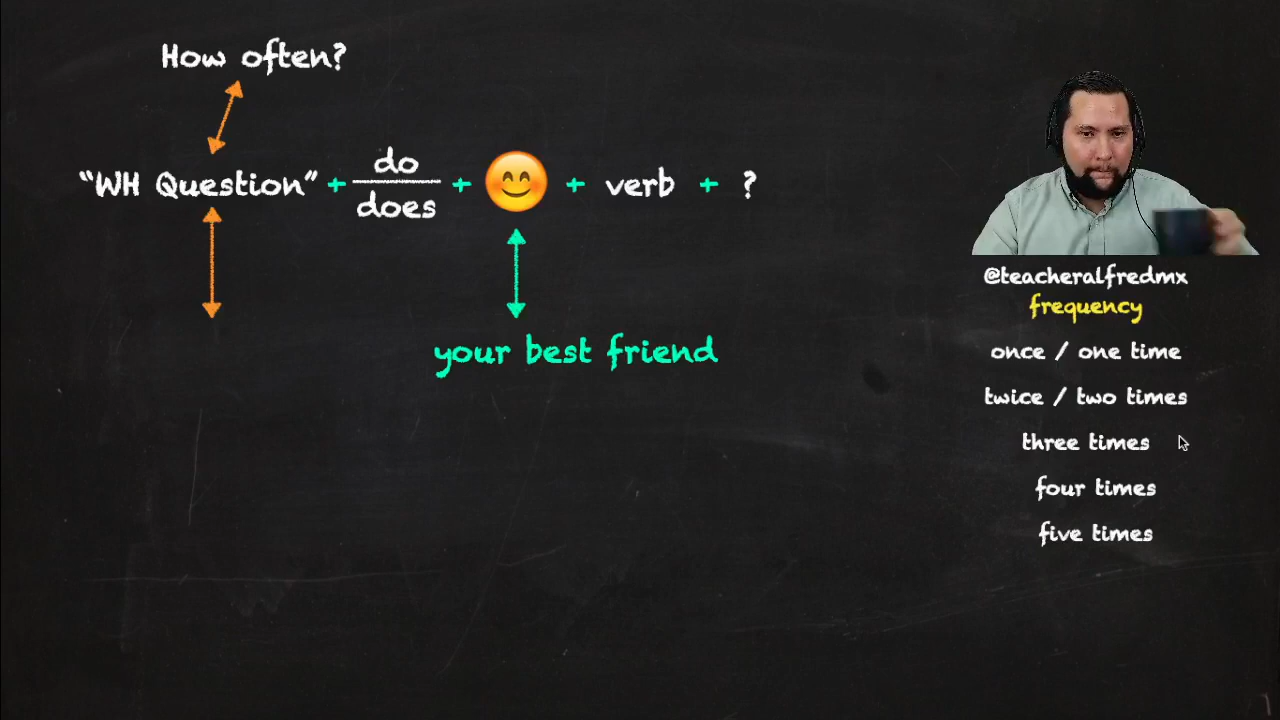 How often?
"WH Question" + do / does + 😊 + verb + ?
your best friend
@teacheralfredmx
frequency
once / one time
twice / two times
three times
four times
five times